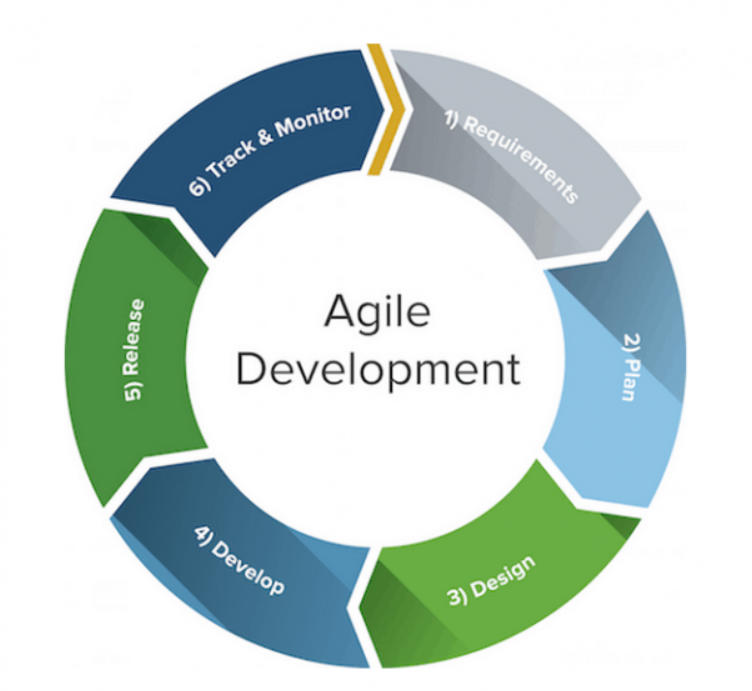 Agile
Development
1) Requirements
2) Plan
3) Design
4) Develop
5) Release
6) Track & Monitor